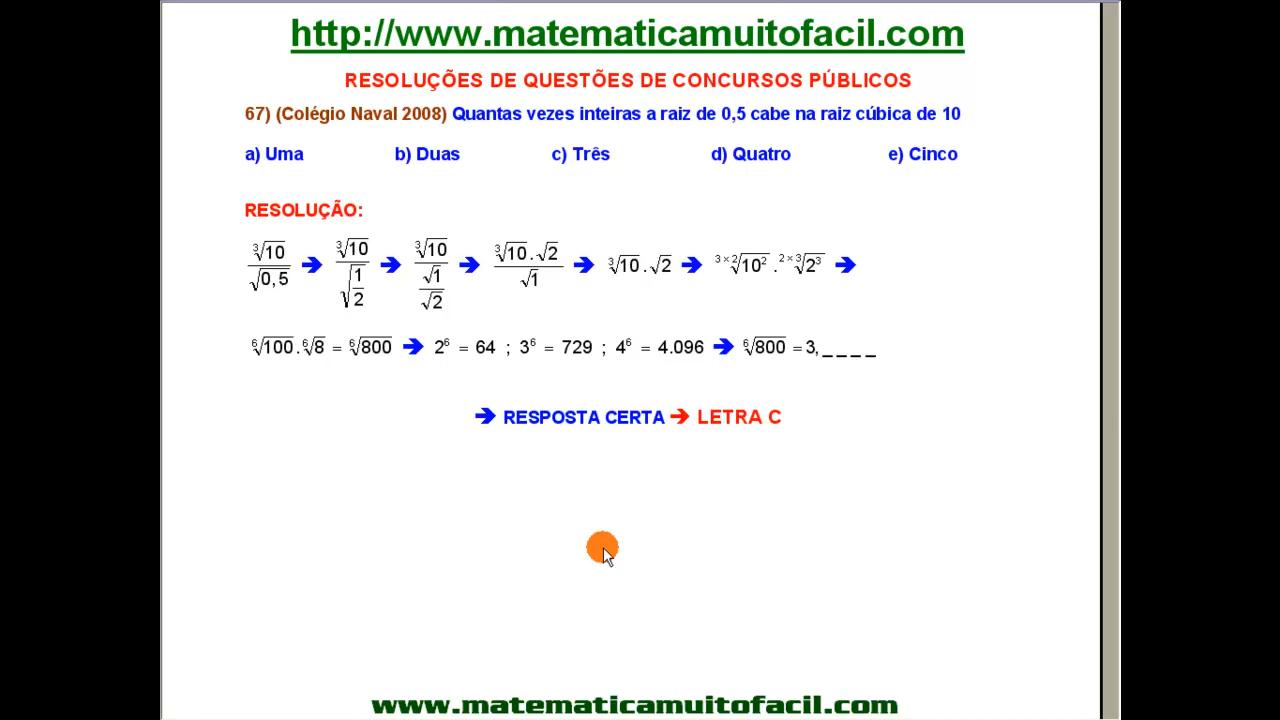 http://www.matematicamuitofacil.com
RESOLUÇÕES DE QUESTÕES DE CONCURSOS PÚBLICOS
67) (Colégio Naval 2008) Quantas vezes inteiras a raiz de 0,5 cabe na raiz cúbica de 10
a) Uma b) Duas c) Três d) Quatro e) Cinco
RESOLUÇÃO:
∛10/√0,5 ➔ ∛10/√(1/2) ➔ ∛10/(√1/√2) ➔ ∛10.√2/√1 ➔ ∛10.√2 ➔ ³ˣ²√10².²ˣ³√2³ ➔
⁶√100.⁶√8 = ⁶√800 ➔ 2⁶ = 64 ; 3⁶ = 729 ; 4⁶ = 4.096 ➔ ⁶√800 = 3,_ _ _ _
➔ RESPOSTA CERTA ➔ LETRA C
www.matematicamuitofacil.com